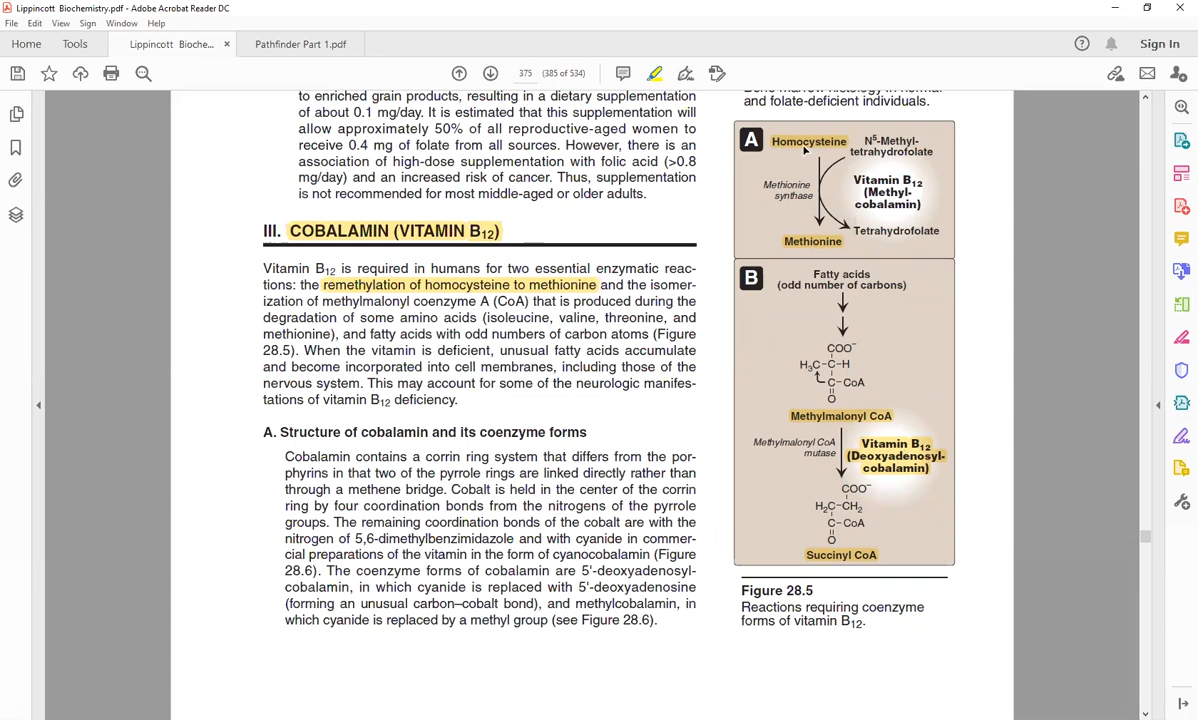 Lippincott Biochemistry.pdf - Adobe Acrobat Reader DC
File Edit View Sign Window Help
Home Tools Lippincott Bioche... × Pathfinder Part 1.pdf Sign In
375 (385 of 534)
to enriched grain products, resulting in a dietary supplementation
of about 0.1 mg/day. It is estimated that this supplementation will
allow approximately 50% of all reproductive-aged women to
receive 0.4 mg of folate from all sources. However, there is an
association of high-dose supplementation with folic acid (>0.8
mg/day) and an increased risk of cancer. Thus, supplementation
is not recommended for most middle-aged or older adults.
III. COBALAMIN (VITAMIN B12)
Vitamin B12 is required in humans for two essential enzymatic reac-
tions: the remethylation of homocysteine to methionine and the isomer-
ization of methylmalonyl coenzyme A (CoA) that is produced during the
degradation of some amino acids (isoleucine, valine, threonine, and
methionine), and fatty acids with odd numbers of carbon atoms (Figure
28.5). When the vitamin is deficient, unusual fatty acids accumulate
and become incorporated into cell membranes, including those of the
nervous system. This may account for some of the neurologic manifes-
tations of vitamin B12 deficiency.
A. Structure of cobalamin and its coenzyme forms
Cobalamin contains a corrin ring system that differs from the por-
phyrins in that two of the pyrrole rings are linked directly rather than
through a methene bridge. Cobalt is held in the center of the corrin
ring by four coordination bonds from the nitrogens of the pyrrole
groups. The remaining coordination bonds of the cobalt are with the
nitrogen of 5,6-dimethylbenzimidazole and with cyanide in commer-
cial preparations of the vitamin in the form of cyanocobalamin (Figure
28.6). The coenzyme forms of cobalamin are 5'-deoxyadenosyl-
cobalamin, in which cyanide is replaced with 5'-deoxyadenosine
(forming an unusual carbon–cobalt bond), and methylcobalamin, in
which cyanide is replaced by a methyl group (see Figure 28.6).
Bone marrow histology in normal
and folate-deficient individuals.
A
Homocysteine
N5-Methyl-
tetrahydrofolate
Methionine
synthase
Vitamin B12
(Methyl-
cobalamin)
Tetrahydrofolate
Methionine
B
Fatty acids
(odd number of carbons)
COO−
H3C–C–H
C–CoA
O
Methylmalonyl CoA
Methylmalonyl CoA
mutase
Vitamin B12
(Deoxyadenosyl-
cobalamin)
COO−
H2C–CH2
C–CoA
O
Succinyl CoA
Figure 28.5
Reactions requiring coenzyme
forms of vitamin B12.